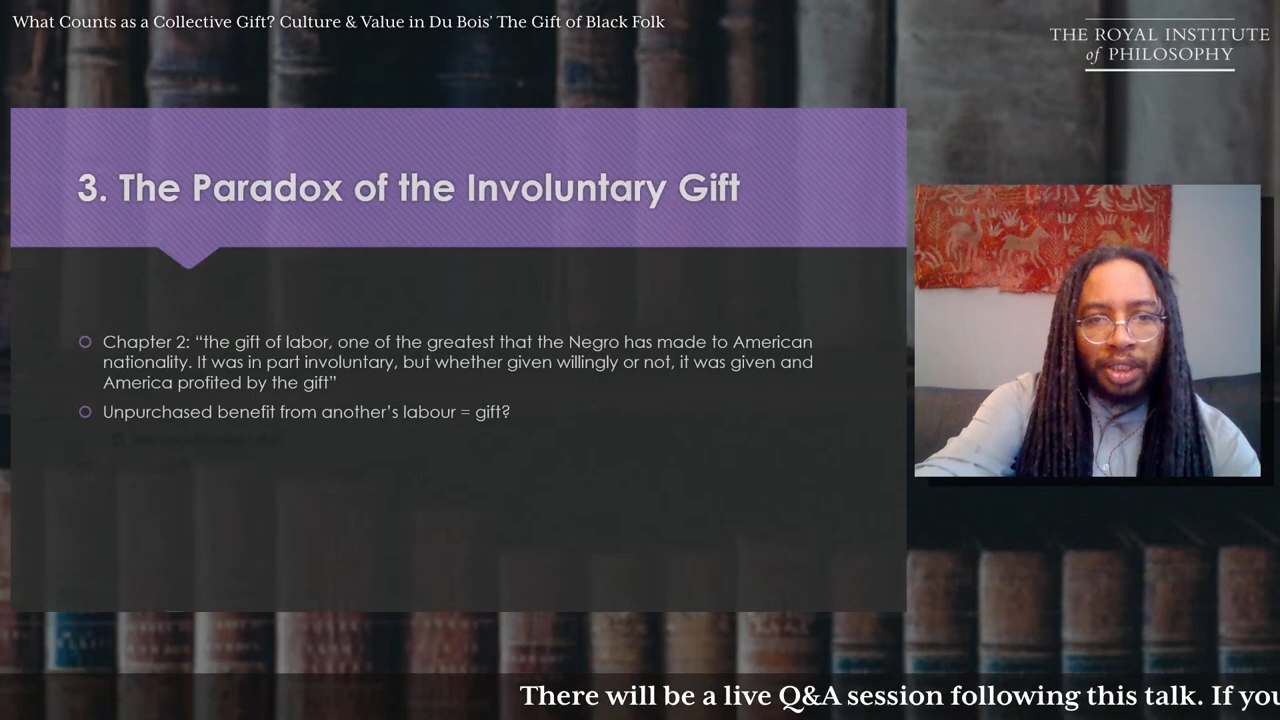 What Counts as a Collective Gift? Culture & Value in Du Bois’ The Gift of Black Folk
THE ROYAL INSTITUTE
of PHILOSOPHY
3. The Paradox of the Involuntary Gift
Chapter 2: “the gift of labor, one of the greatest that the Negro has made to American
nationality. It was in part involuntary, but whether given willingly or not, it was given and
America profited by the gift”
Unpurchased benefit from another’s labour = gift?
There will be a live Q&A session following this talk. If you